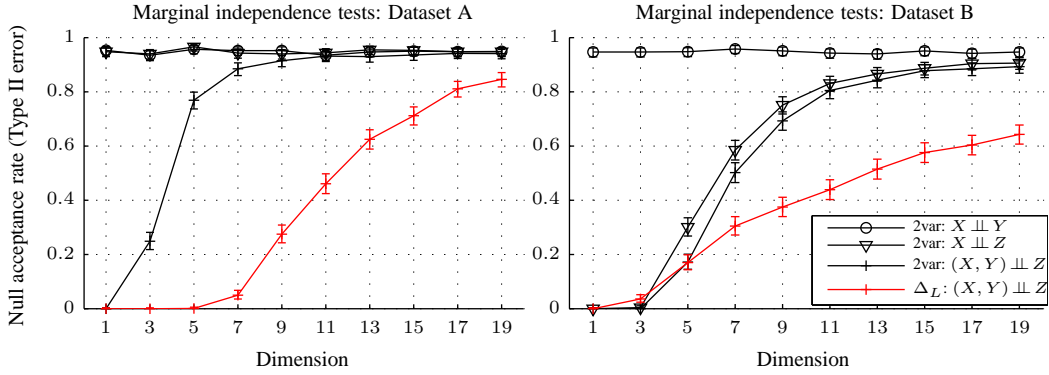 Marginal independence tests: Dataset A
Null acceptance rate (Type II error)
1
0.8
0.6
0.4
0.2
0
1 3 5 7 9 11 13 15 17 19
Dimension
Marginal independence tests: Dataset B
1
0.8
0.6
0.4
0.2
0
2var: X ⫫ Y
2var: X ⫫ Z
2var: (X, Y) ⫫ Z
Δ_L: (X, Y) ⫫ Z
1 3 5 7 9 11 13 15 17 19
Dimension